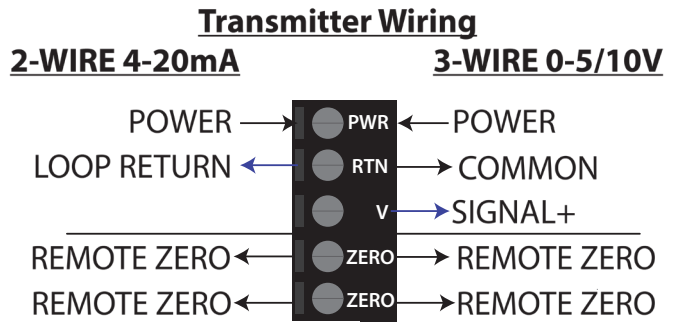 Transmitter Wiring
2-WIRE 4-20mA 3-WIRE 0-5/10V
POWER PWR POWER
LOOP RETURN RTN COMMON
V SIGNAL+
REMOTE ZERO ZERO REMOTE ZERO
REMOTE ZERO ZERO REMOTE ZERO